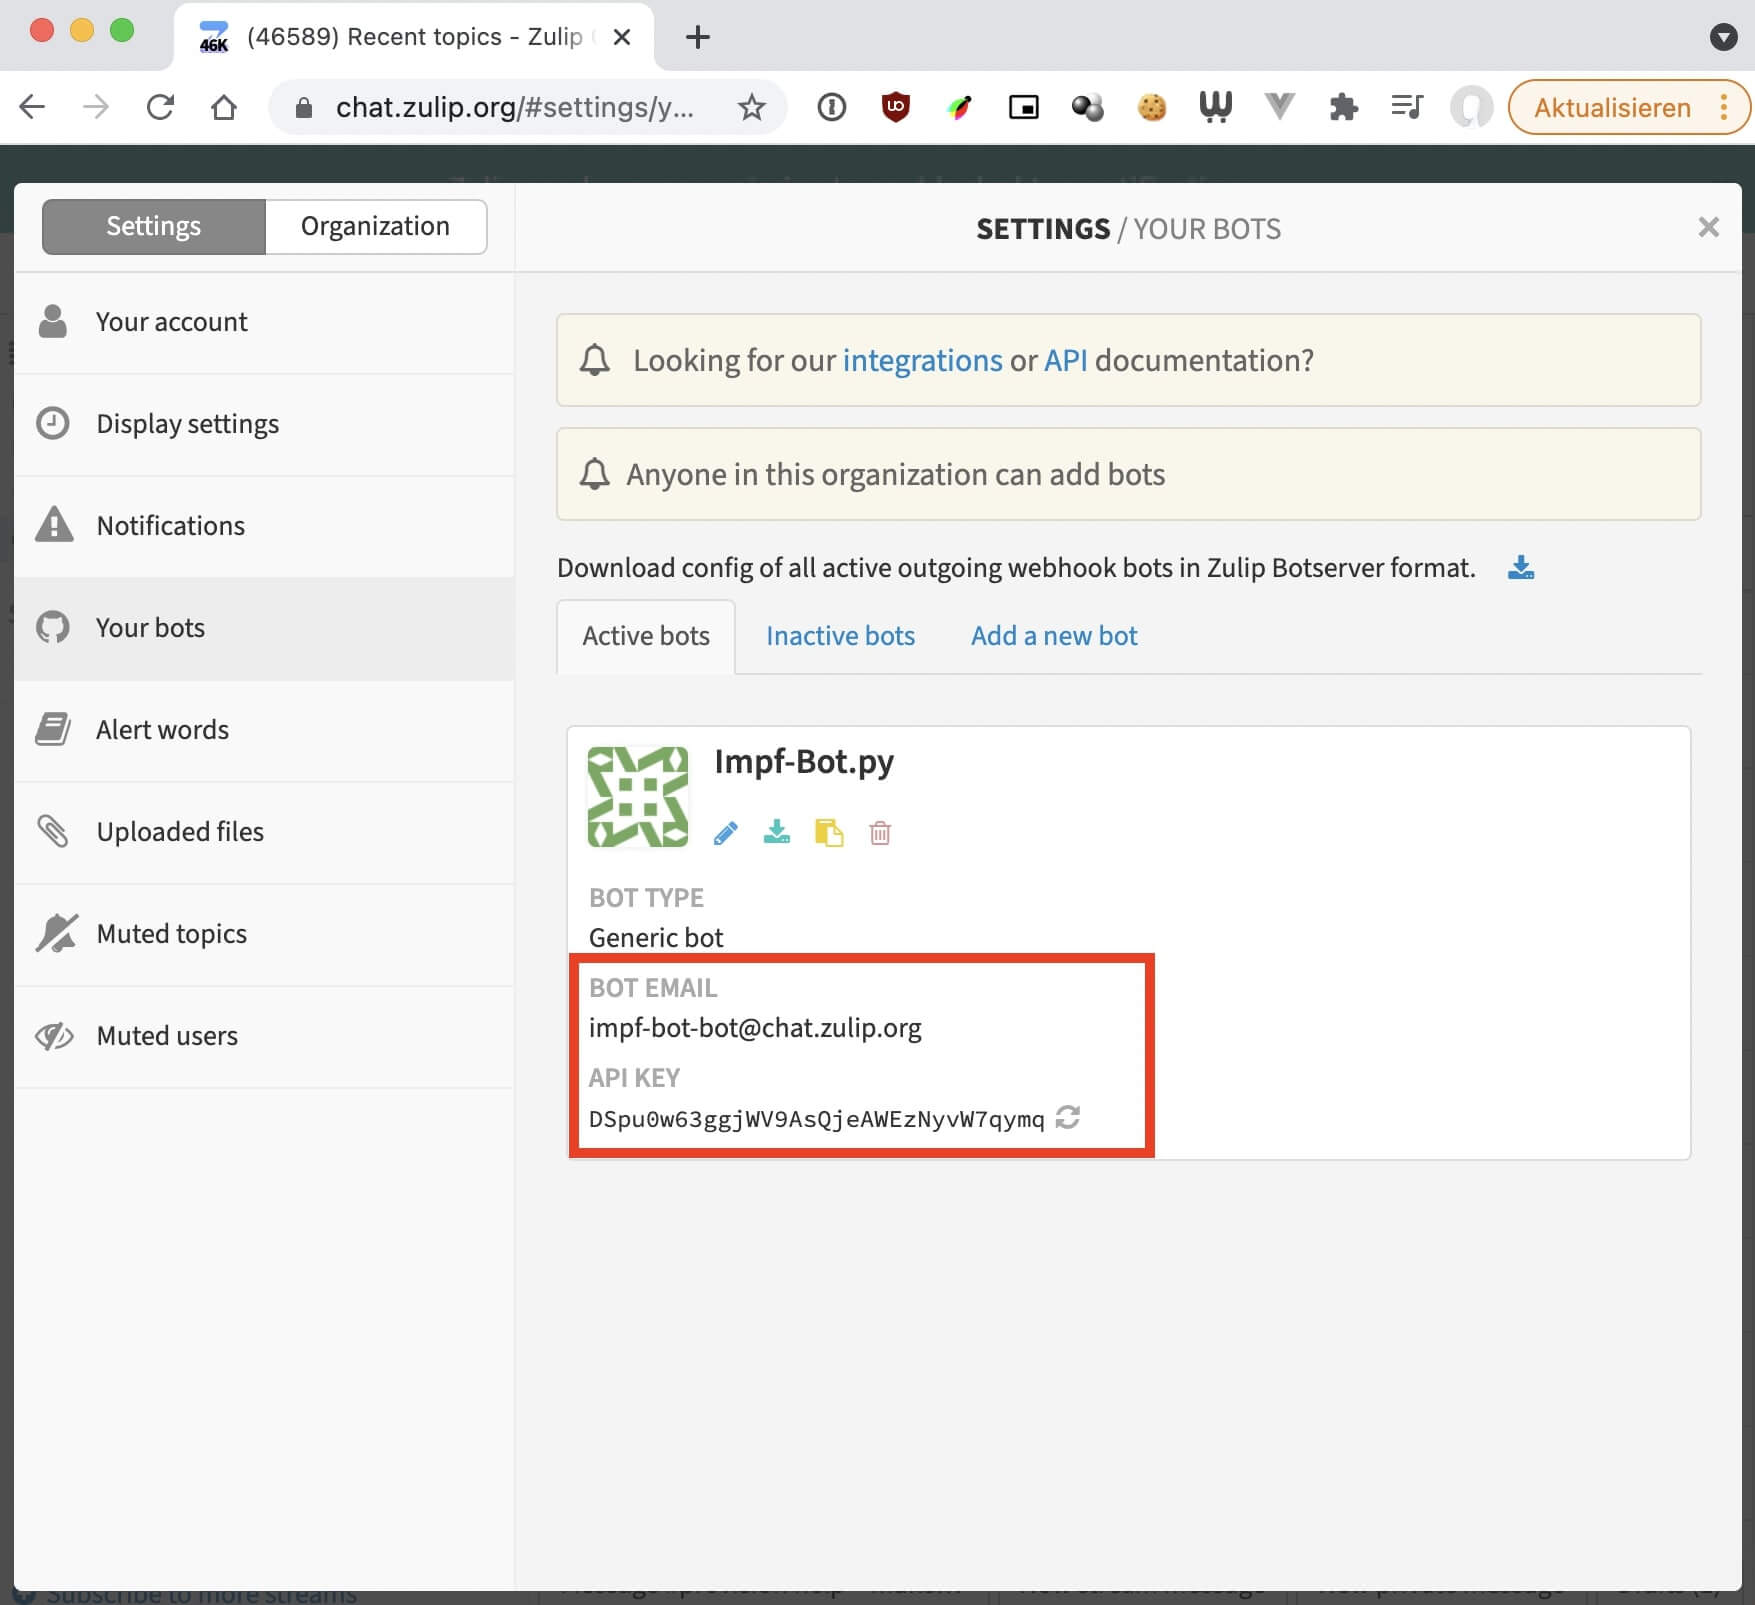 46K
(46589) Recent topics - Zulip
chat.zulip.org/#settings/y...
Aktualisieren
Settings
Organization
SETTINGS / YOUR BOTS
Your account
Display settings
Notifications
Your bots
Alert words
Uploaded files
Muted topics
Muted users
Looking for our integrations or API documentation?
Anyone in this organization can add bots
Download config of all active outgoing webhook bots in Zulip Botserver format.
Active bots
Inactive bots
Add a new bot
Impf-Bot.py
BOT TYPE
Generic bot
BOT EMAIL
impf-bot-bot@chat.zulip.org
API KEY
DSpu0w63ggjWV9AsQjeAWEzNyvW7qymq
Subscribe to more streams